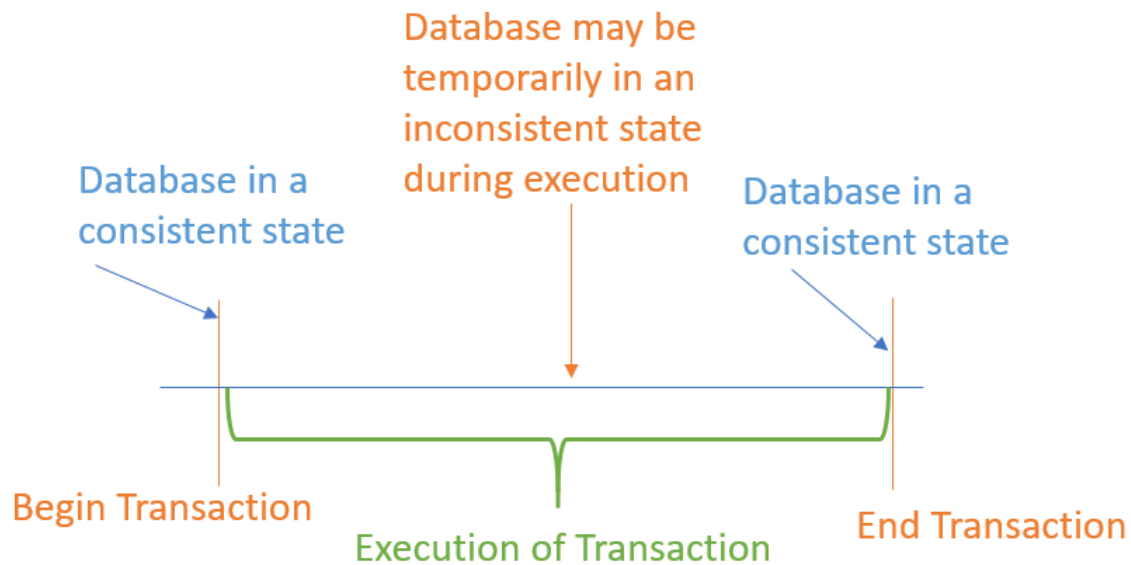 Database may be
temporarily in an
inconsistent state
during execution
Database in a
consistent state
Database in a
consistent state
Begin Transaction
End Transaction
Execution of Transaction